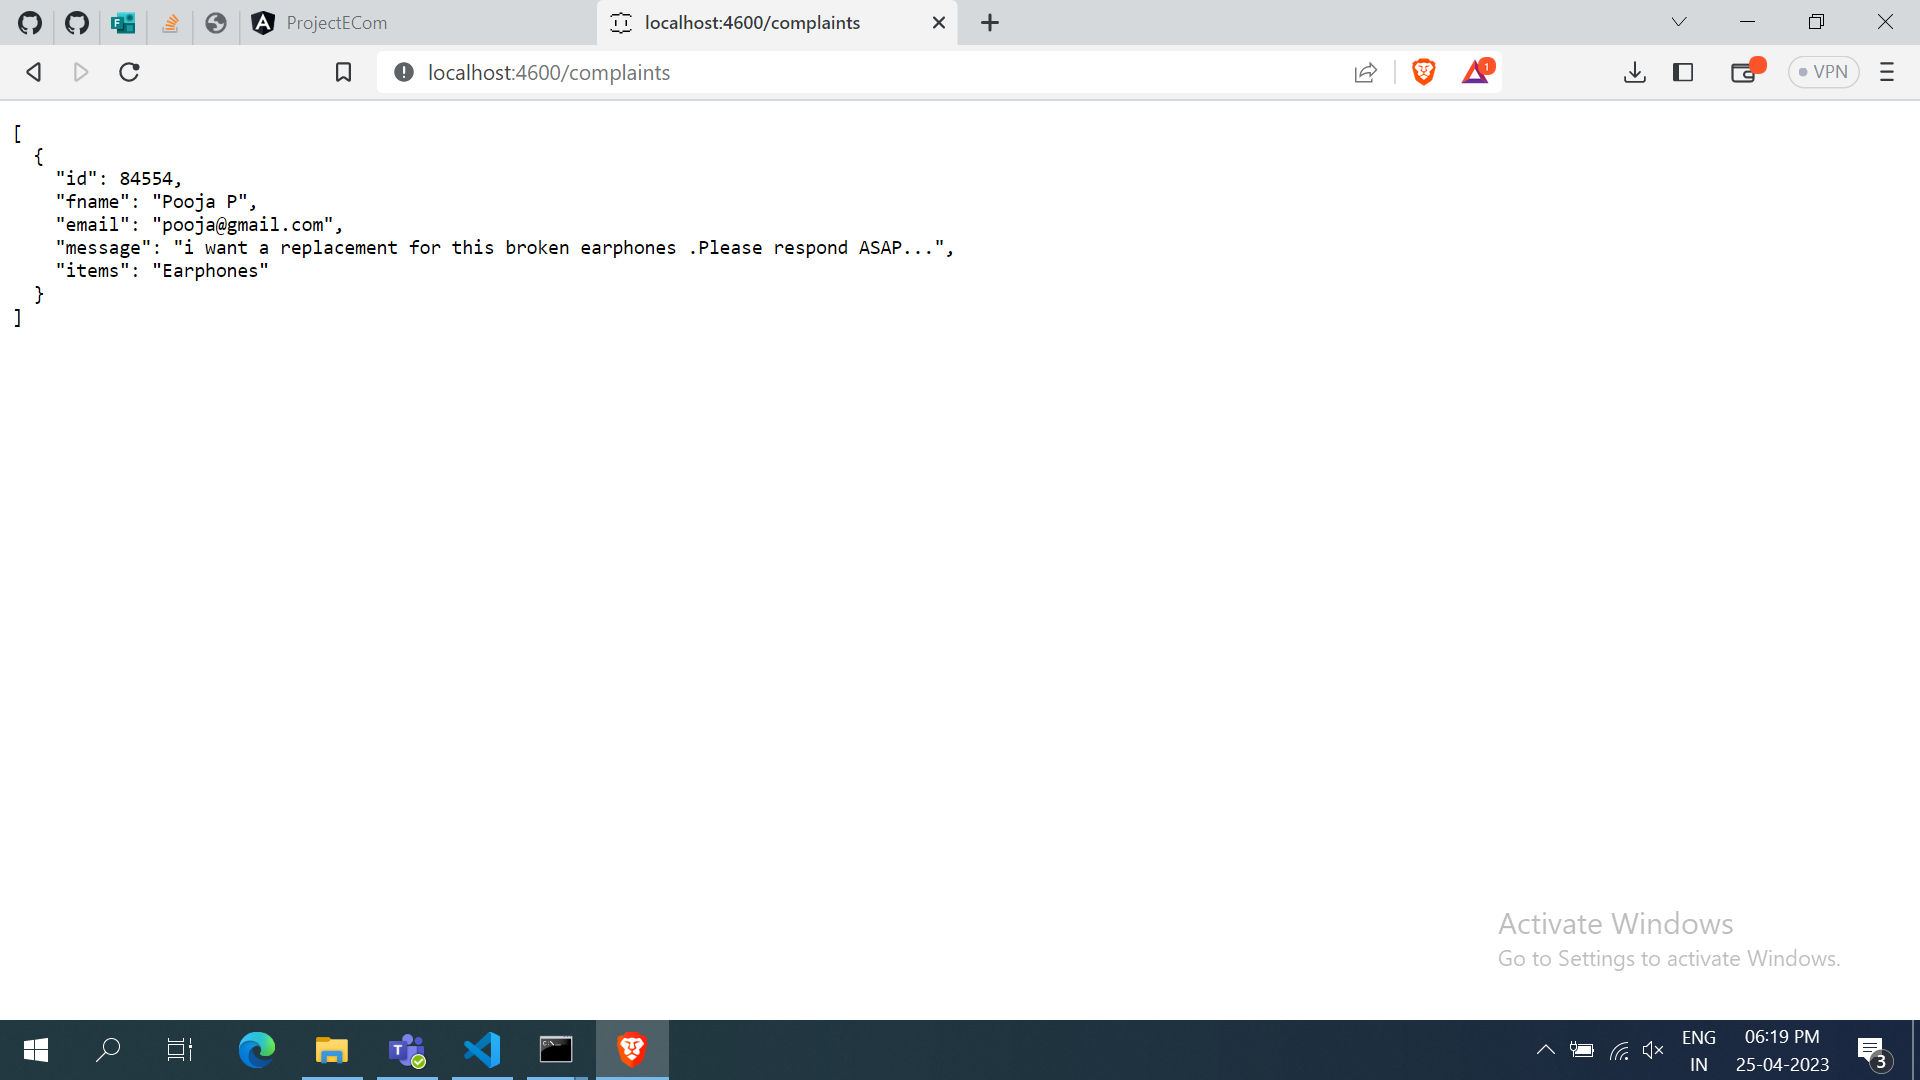 ProjectECom
localhost:4600/complaints
localhost:4600/complaints
1
VPN
[
  {
    "id": 84554,
    "fname": "Pooja P",
    "email": "pooja@gmail.com",
    "message": "i want a replacement for this broken earphones .Please respond ASAP...",
    "items": "Earphones"
  }
]
Activate Windows
Go to Settings to activate Windows.
ENG
IN
06:19 PM
25-04-2023
3